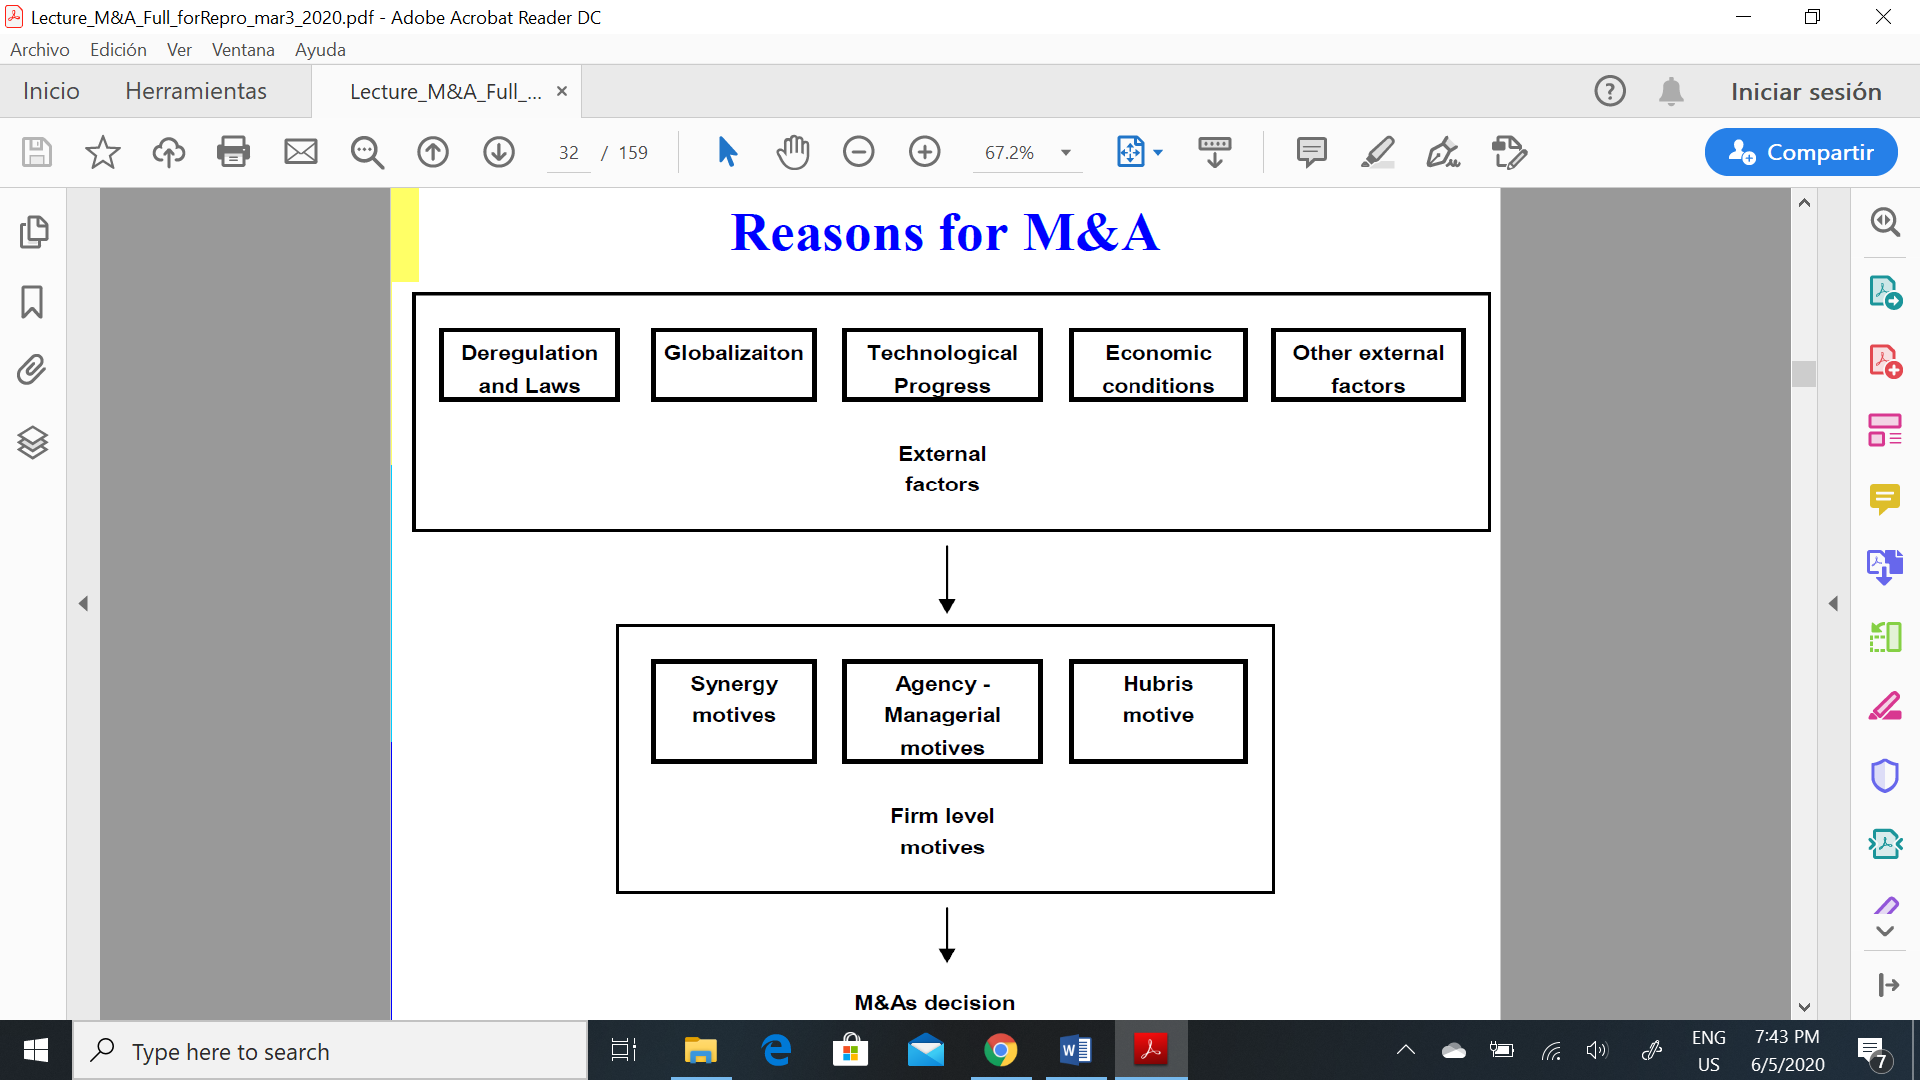 Lecture_M&A_Full_forRepro_mar3_2020.pdf - Adobe Acrobat Reader DC
Archivo Edición Ver Ventana Ayuda
Inicio Herramientas Lecture_M&A_Full_... × ? Iniciar sesión
32 / 159 67.2% Compartir
Reasons for M&A
Deregulation and Laws
Globalizaiton
Technological Progress
Economic conditions
Other external factors
External
factors
Synergy motives
Agency - Managerial motives
Hubris motive
Firm level
motives
M&As decision
Type here to search
ENG
US
7:43 PM
6/5/2020
7